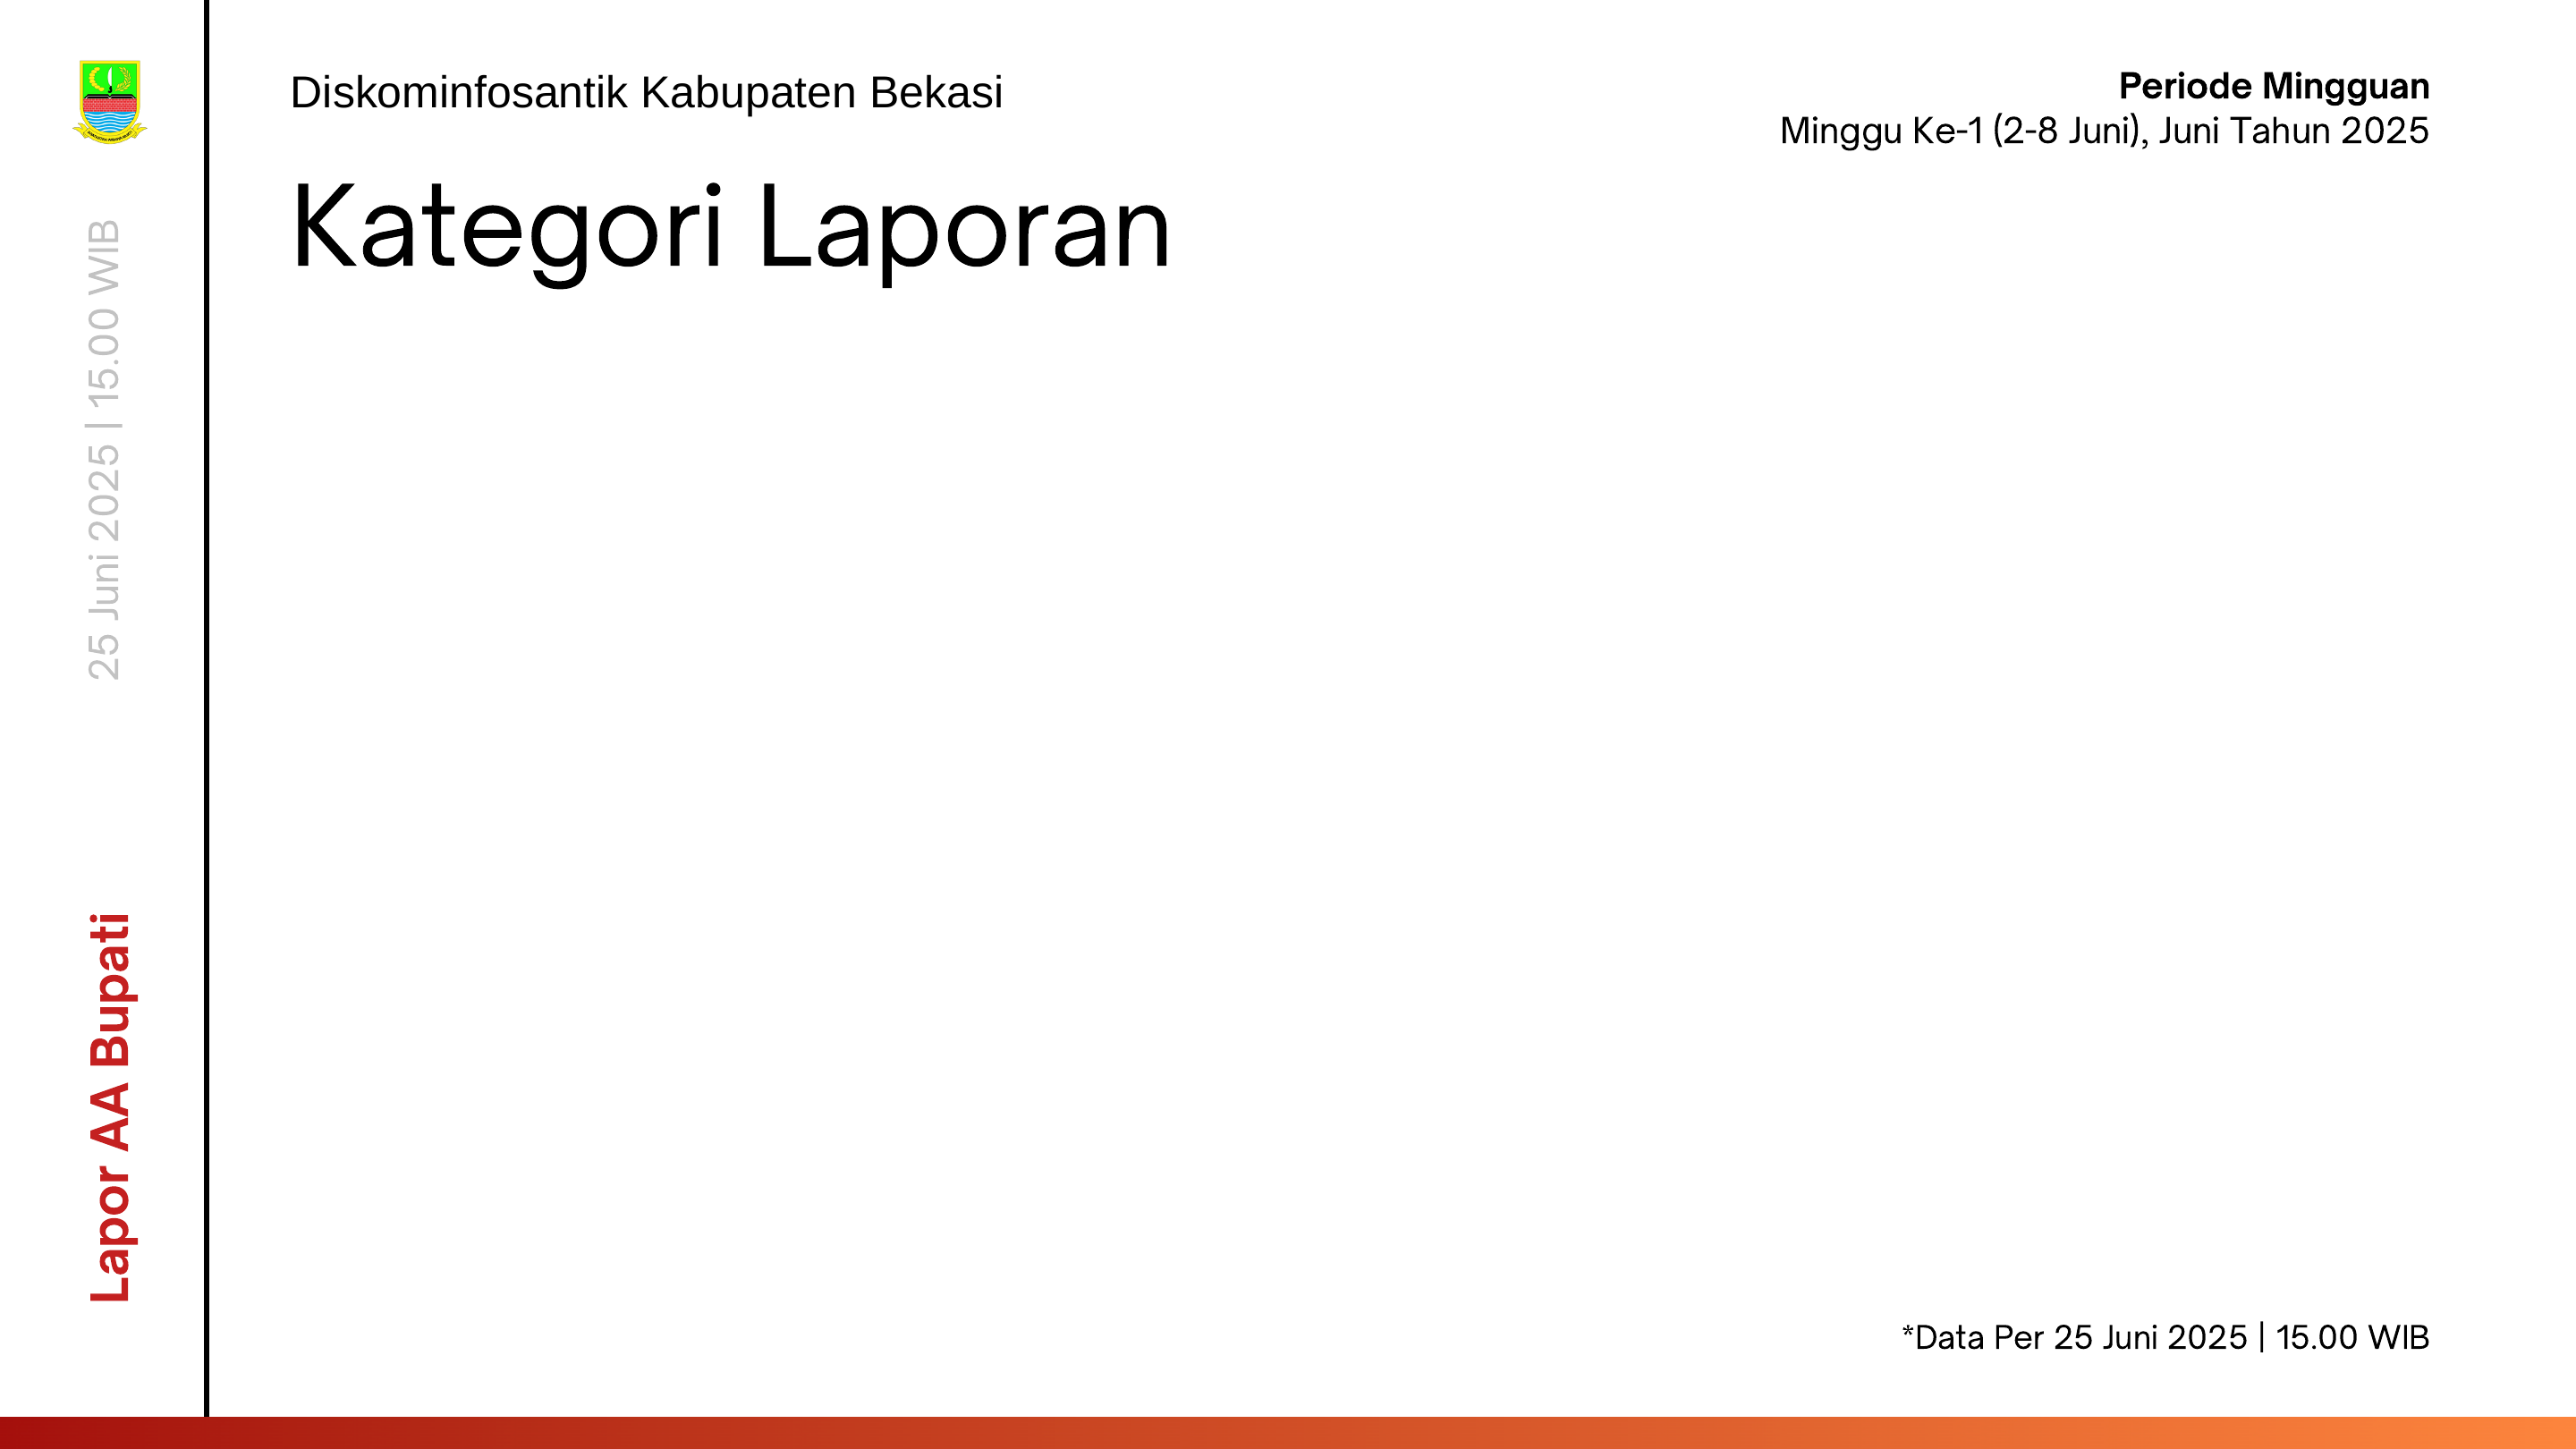 Diskominfosantik Kabupaten Bekasi
Periode Mingguan
Minggu Ke-1 (2-8 Juni), Juni Tahun 2025
Kategori Laporan
25 Juni 2025 | 15.00 WIB
Lapor AA Bupati
*Data Per 25 Juni 2025 | 15.00 WIB